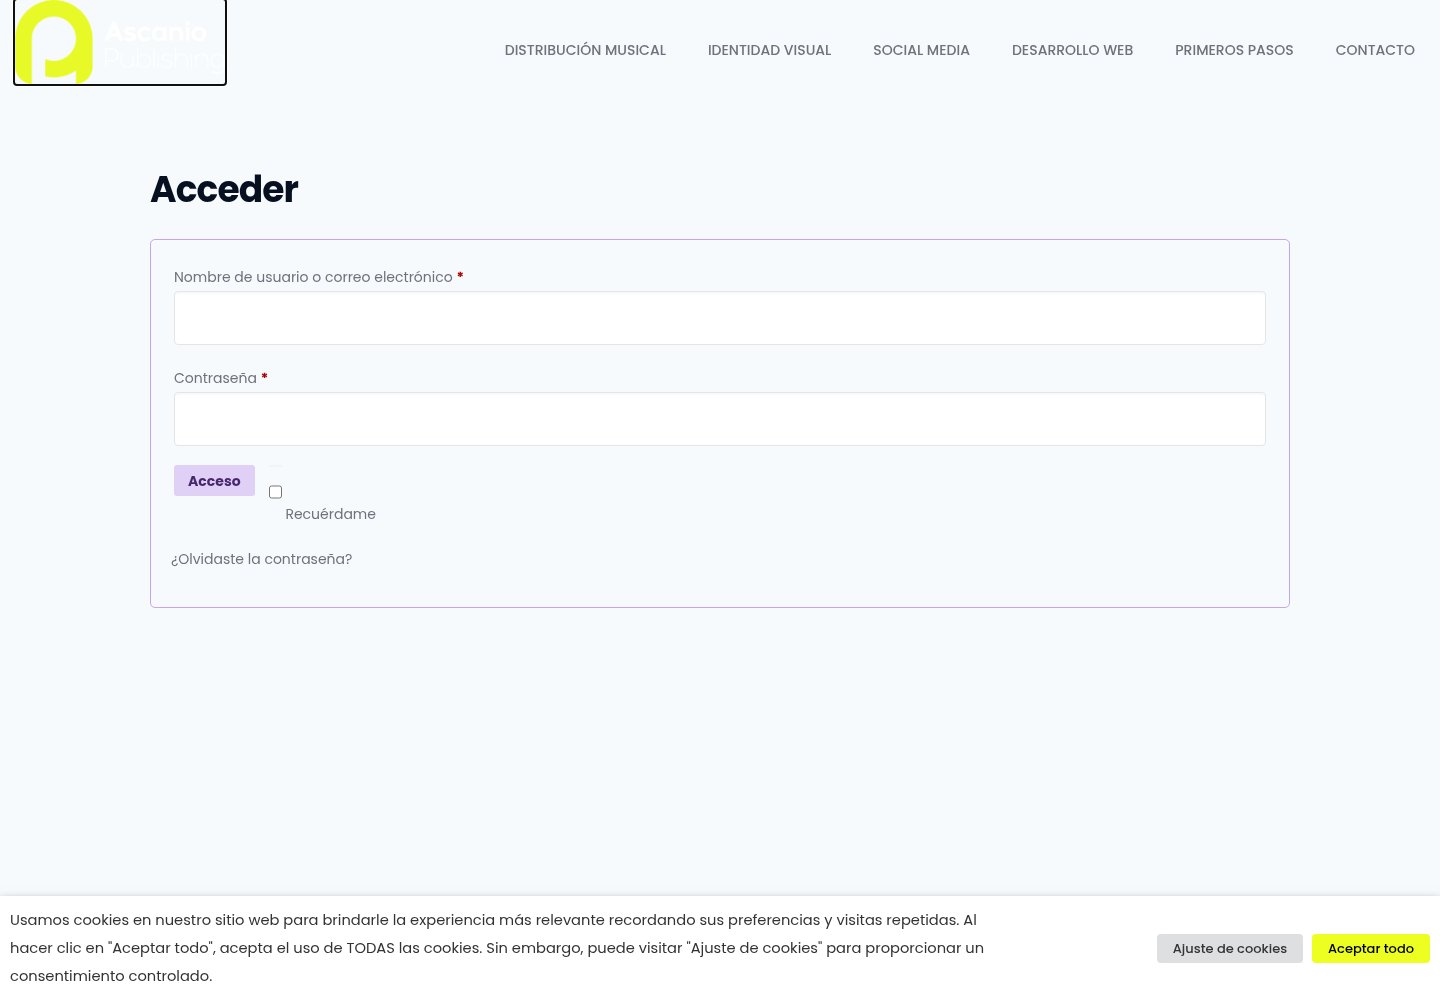 Ascanio
Publishing
DISTRIBUCIÓN MUSICAL
IDENTIDAD VISUAL
SOCIAL MEDIA
DESARROLLO WEB
PRIMEROS PASOS
CONTACTO
Acceder
Nombre de usuario o correo electrónico *
Contraseña *
Acceso
Recuérdame
¿Olvidaste la contraseña?
Usamos cookies en nuestro sitio web para brindarle la experiencia más relevante recordando sus preferencias y visitas repetidas. Al
hacer clic en "Aceptar todo", acepta el uso de TODAS las cookies. Sin embargo, puede visitar "Ajuste de cookies" para proporcionar un
consentimiento controlado.
Ajuste de cookies
Aceptar todo